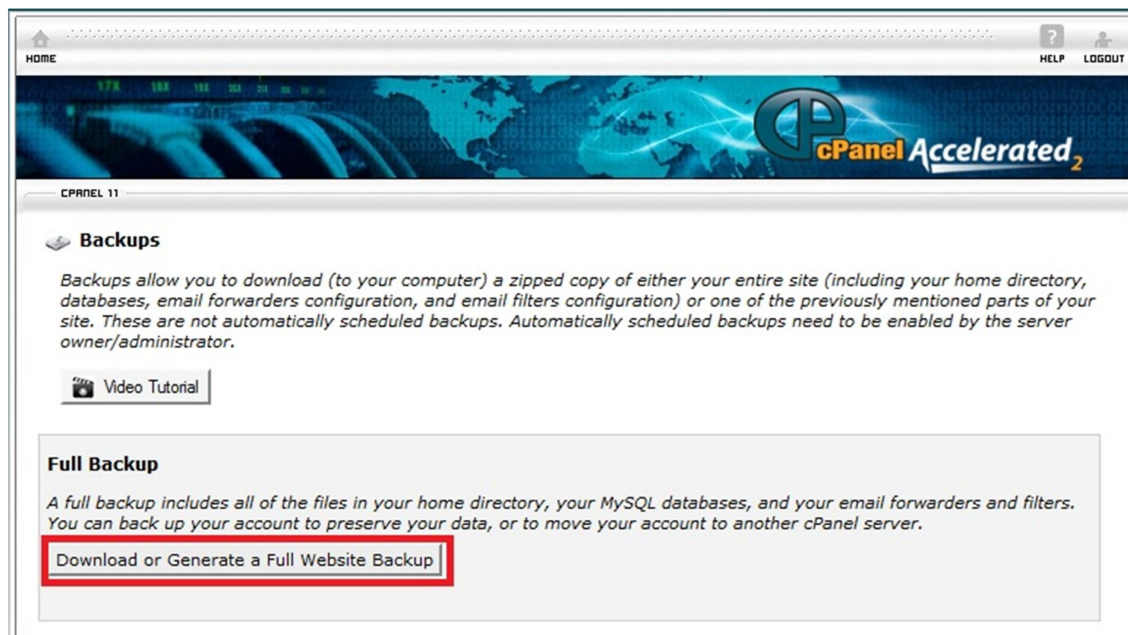 HOME
HELP LOGOUT
17X 18X 19X 20X 21X
cPanel Accelerated2
CPANEL 11
Backups
Backups allow you to download (to your computer) a zipped copy of either your entire site (including your home directory,
databases, email forwarders configuration, and email filters configuration) or one of the previously mentioned parts of your
site. These are not automatically scheduled backups. Automatically scheduled backups need to be enabled by the server
owner/administrator.
Video Tutorial
Full Backup
A full backup includes all of the files in your home directory, your MySQL databases, and your email forwarders and filters.
You can back up your account to preserve your data, or to move your account to another cPanel server.
Download or Generate a Full Website Backup